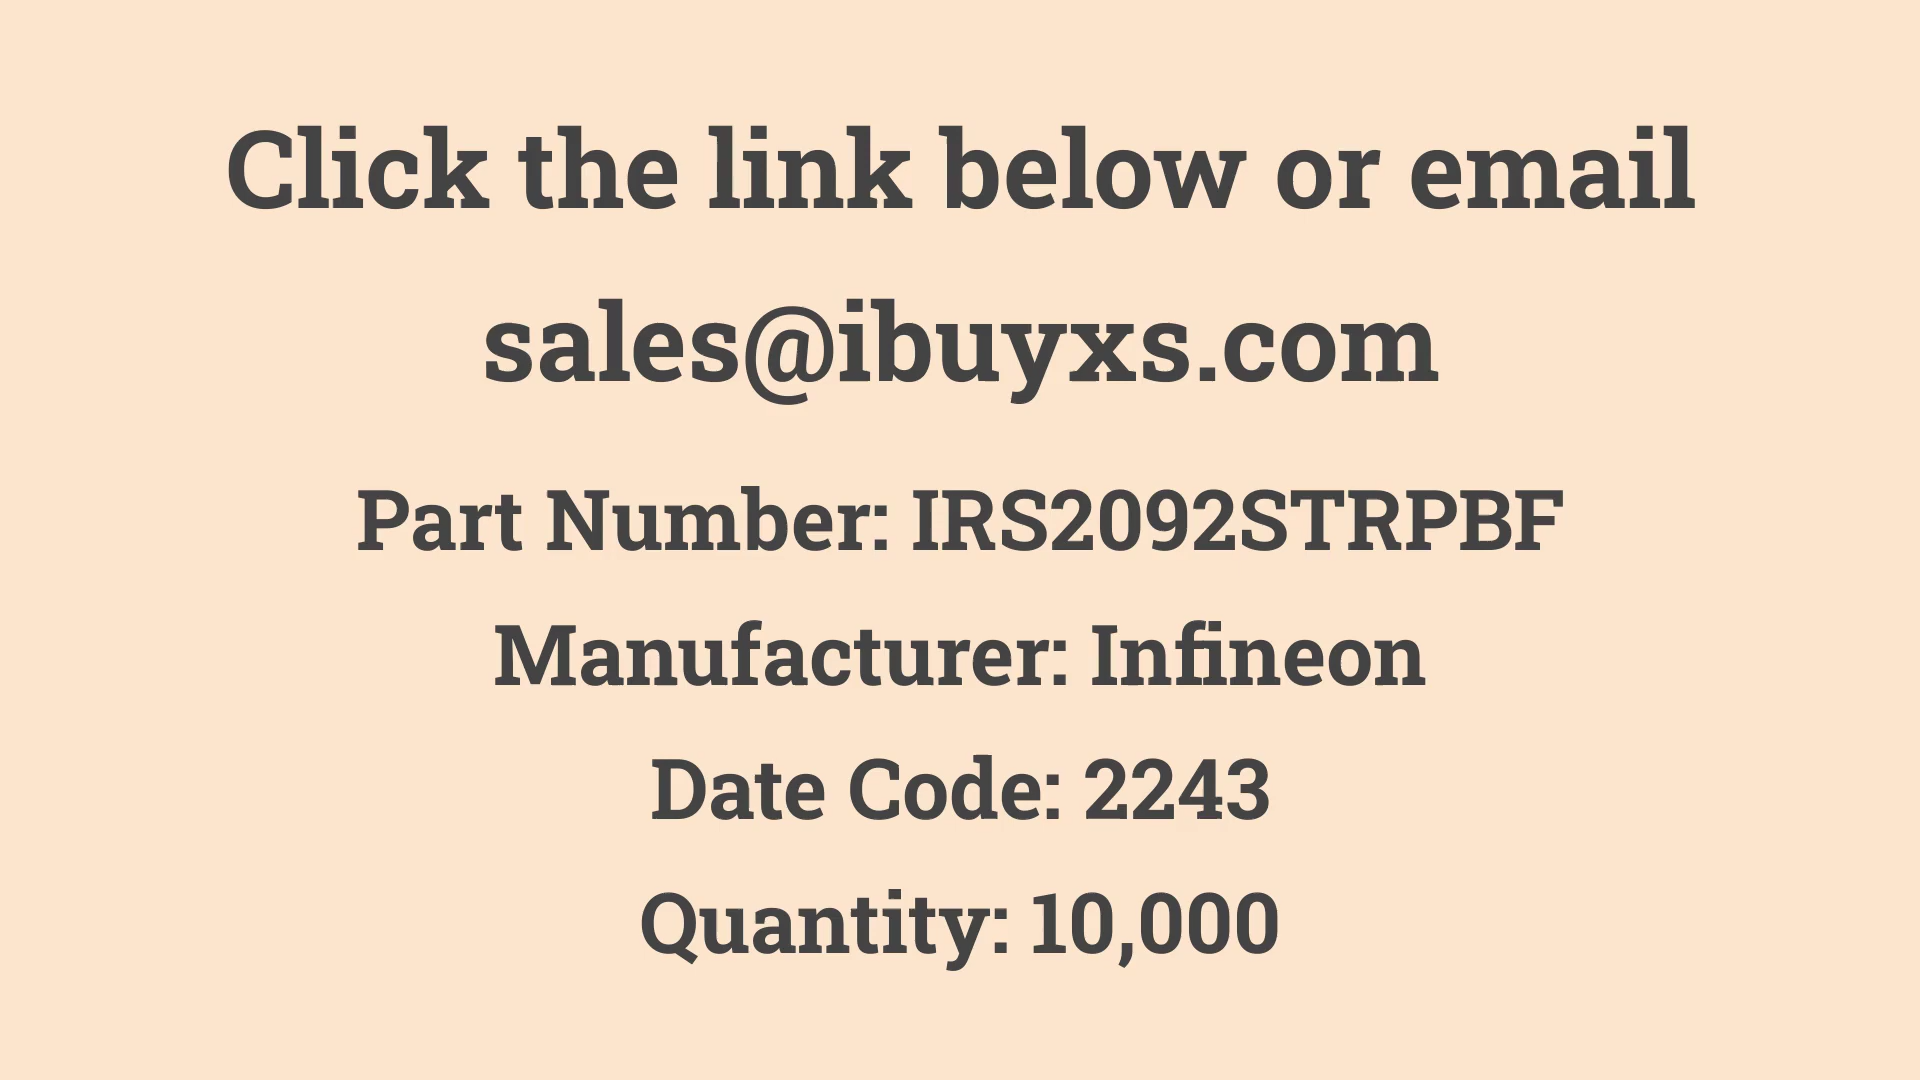 Click the link below or email
sales@ibuyxs.com
Part Number: IRS2092STRPBF
Manufacturer: Infineon
Date Code: 2243
Quantity: 10,000